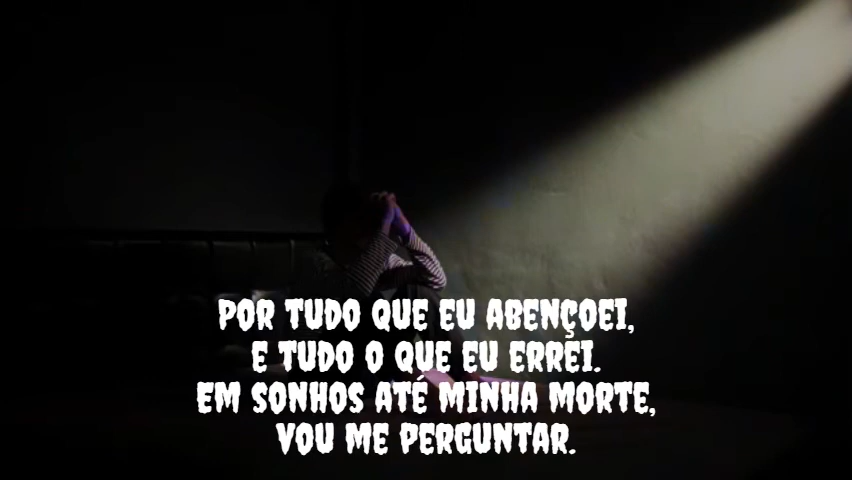 POR TUDO QUE EU ABENÇOEI,
E TUDO O QUE EU ERREI.
EM SONHOS ATÉ MINHA MORTE,
VOU ME PERGUNTAR.